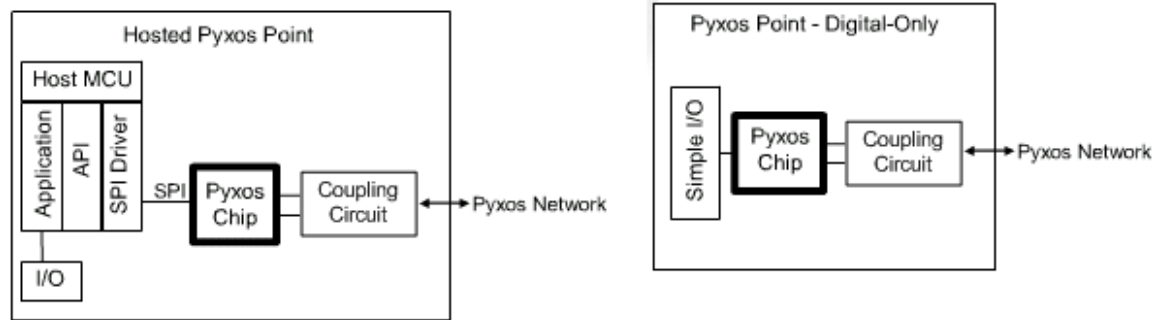 Hosted Pyxos Point
Host MCU
Application
API
SPI Driver
SPI
Pyxos
Chip
Coupling
Circuit
Pyxos Network
I/O
Pyxos Point - Digital-Only
Simple I/O
Pyxos
Chip
Coupling
Circuit
Pyxos Network